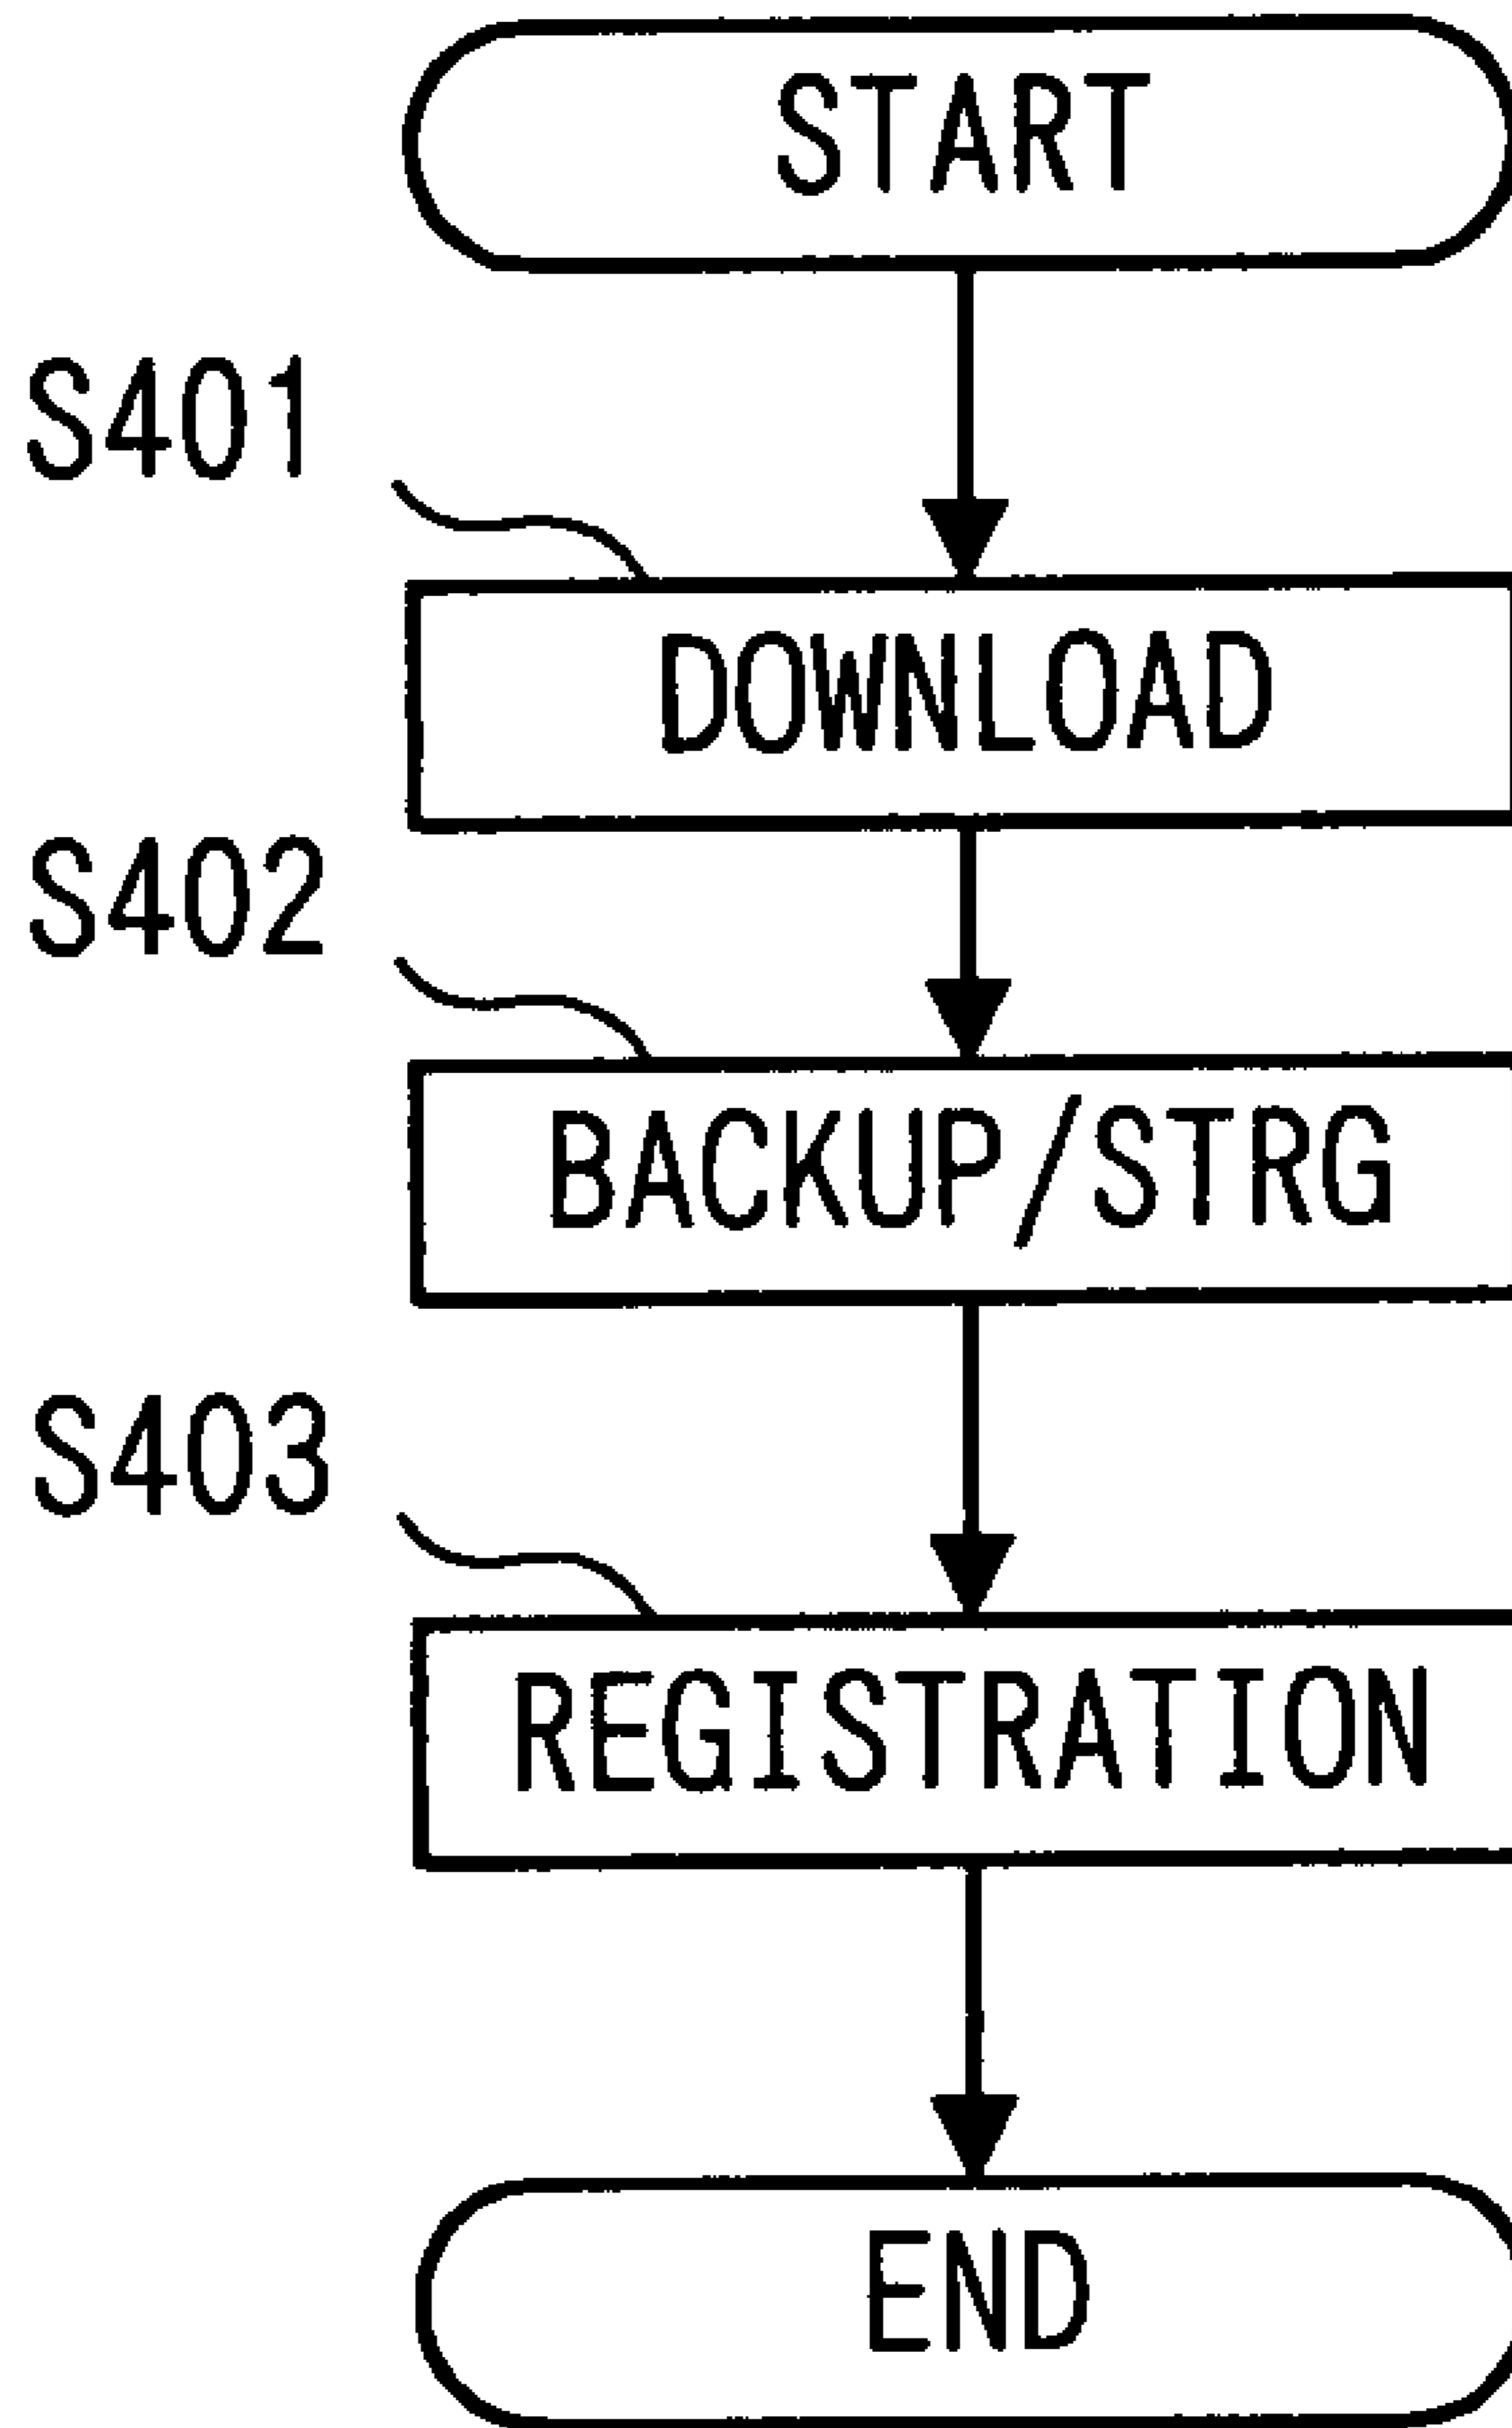 START
S401
DOWNLOAD
S402
BACKUP/STRG
S403
REGISTRATION
END